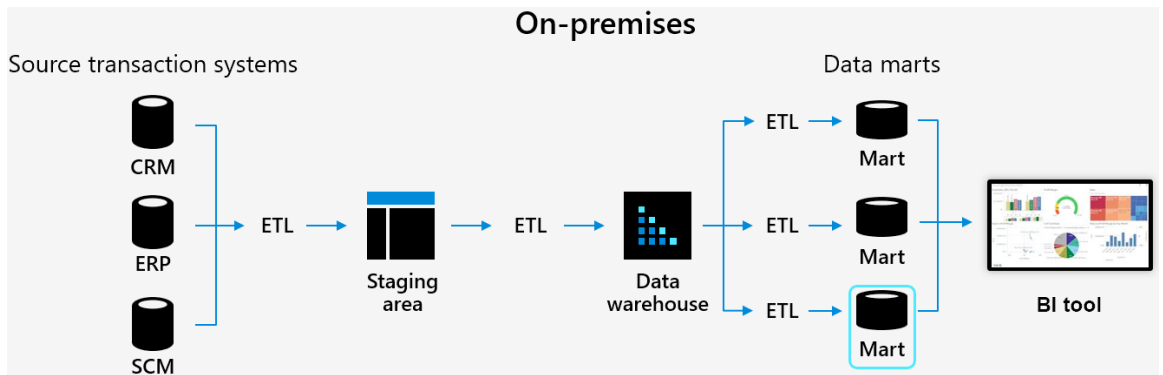 On-premises
Source transaction systems
Data marts
CRM
ERP
SCM
ETL
Staging
area
ETL
Data
warehouse
ETL
Mart
ETL
Mart
ETL
Mart
BI tool